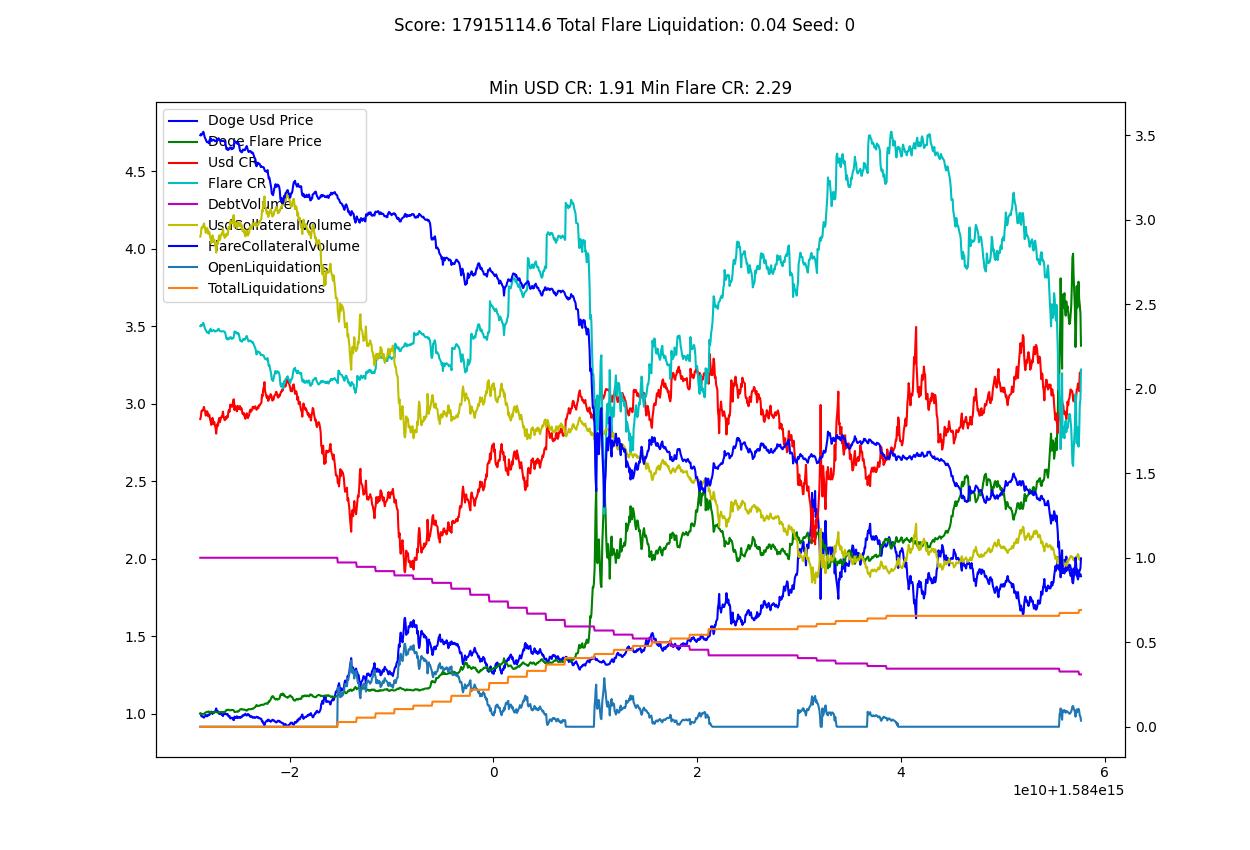 Score: 17915114.6 Total Flare Liquidation: 0.04 Seed: 0
Min USD CR: 1.91 Min Flare CR: 2.29
Doge Usd Price
Doge Flare Price
Usd CR
Flare CR
DebtVolume
UsdCollateralVolume
FlareCollateralVolume
OpenLiquidations
TotalLiquidations
4.5
4.0
3.5
3.0
2.5
2.0
1.5
1.0
3.5
3.0
2.5
2.0
1.5
1.0
0.5
0.0
−2
0
2
4
6
1e10+1.584e15